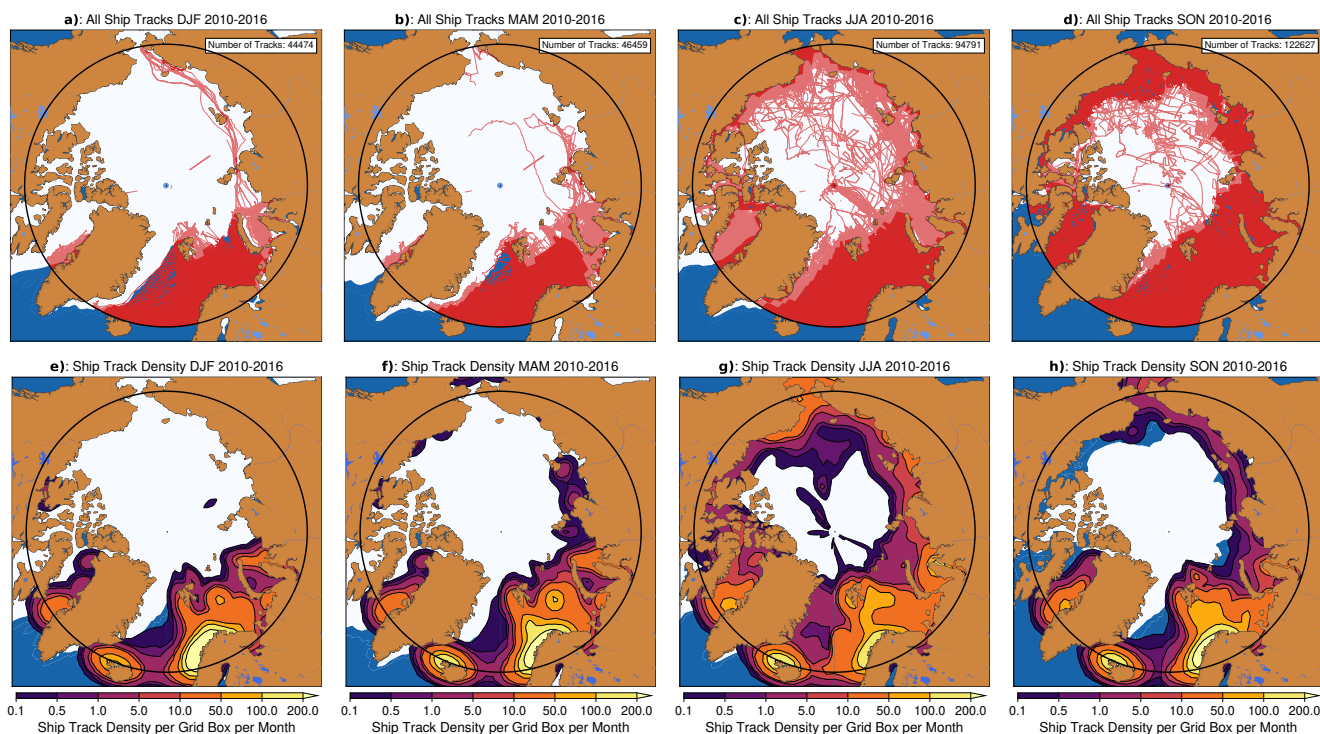 a): All Ship Tracks DJF 2010-2016
b): All Ship Tracks MAM 2010-2016
c): All Ship Tracks JJA 2010-2016
d): All Ship Tracks SON 2010-2016
Number of Tracks: 44474
Number of Tracks: 46459
Number of Tracks: 94791
Number of Tracks: 122627
e): Ship Track Density DJF 2010-2016
f): Ship Track Density MAM 2010-2016
g): Ship Track Density JJA 2010-2016
h): Ship Track Density SON 2010-2016
0.1 0.5 1.0 5.0 10.0 50.0 100.0 200.0
0.1 0.5 1.0 5.0 10.0 50.0 100.0 200.0
0.1 0.5 1.0 5.0 10.0 50.0 100.0 200.0
0.1 0.5 1.0 5.0 10.0 50.0 100.0 200.0
Ship Track Density per Grid Box per Month
Ship Track Density per Grid Box per Month
Ship Track Density per Grid Box per Month
Ship Track Density per Grid Box per Month